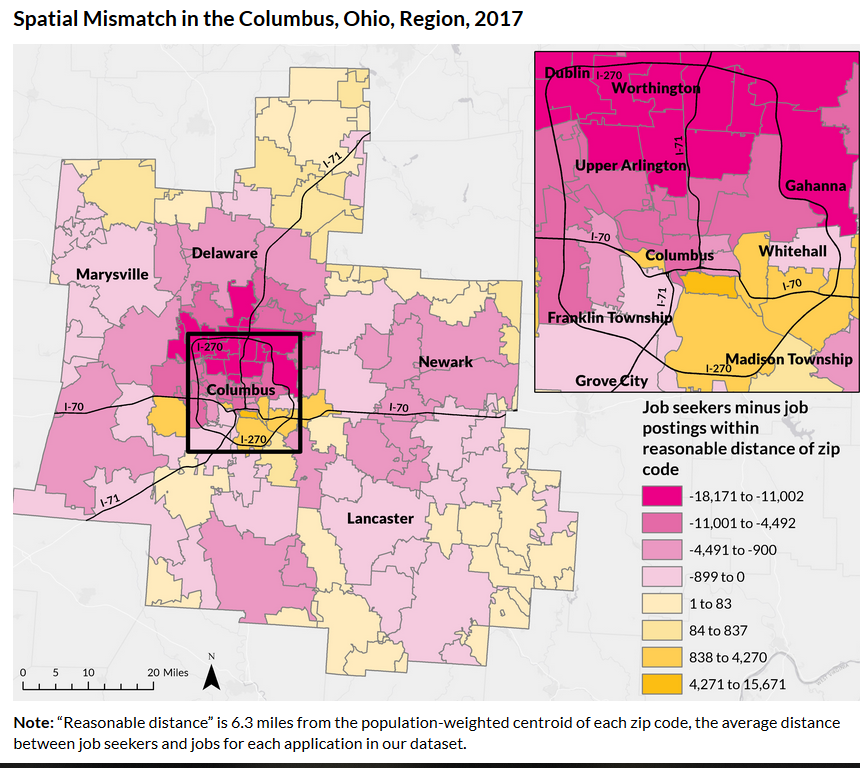 Spatial Mismatch in the Columbus, Ohio, Region, 2017
I-71
Delaware
Marysville
I-270
Columbus
Newark
I-70
I-70
I-270
I-71
Lancaster
0 5 10 20 Miles
N
Dublin
I-270
Worthington
I-71
Upper Arlington
Gahanna
I-70
Columbus
Whitehall
I-70
I-71
Franklin Township
Madison Township
I-270
Grove City
Job seekers minus job
postings within
reasonable distance of zip
code
-18,171 to -11,002
-11,001 to -4,492
-4,491 to -900
-899 to 0
1 to 83
84 to 837
838 to 4,270
4,271 to 15,671
Note: “Reasonable distance” is 6.3 miles from the population-weighted centroid of each zip code, the average distance
between job seekers and jobs for each application in our dataset.